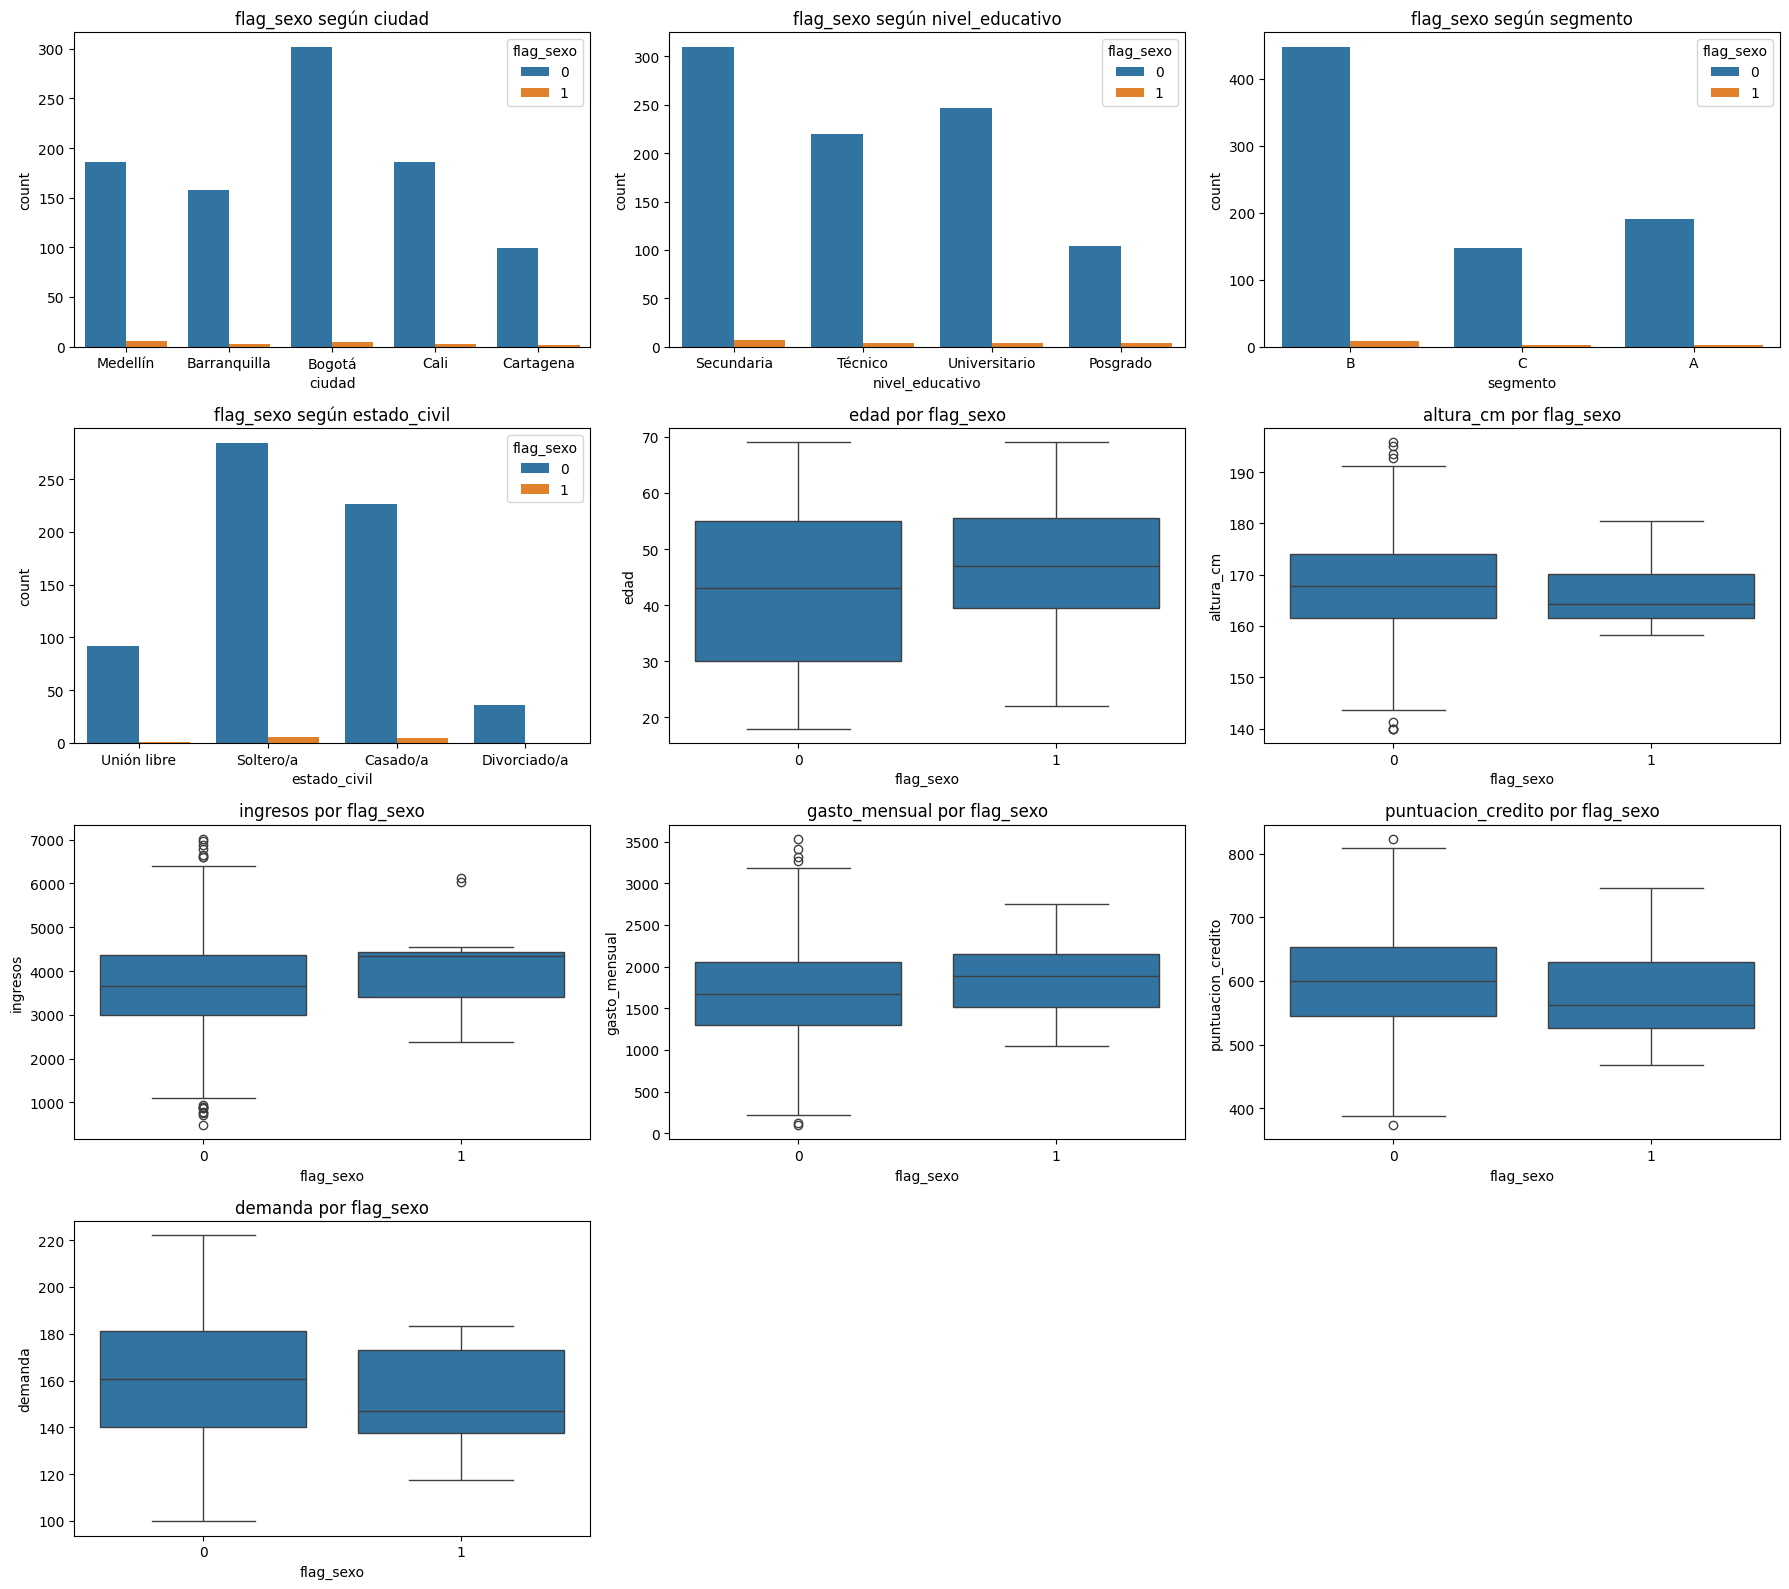 flag_sexo según ciudad
flag_sexo
0
1
300
250
200
150
100
50
0
count
Medellín Barranquilla Bogotá Cali Cartagena
ciudad
flag_sexo según nivel_educativo
flag_sexo
0
1
300
250
200
150
100
50
0
count
Secundaria Técnico Universitario Posgrado
nivel_educativo
flag_sexo según segmento
flag_sexo
0
1
400
300
200
100
0
count
B C A
segmento
flag_sexo según estado_civil
flag_sexo
0
1
250
200
150
100
50
0
count
Unión libre Soltero/a Casado/a Divorciado/a
estado_civil
edad por flag_sexo
70
60
50
40
30
20
edad
0 1
flag_sexo
altura_cm por flag_sexo
190
180
170
160
150
140
altura_cm
0 1
flag_sexo
ingresos por flag_sexo
7000
6000
5000
4000
3000
2000
1000
ingresos
0 1
flag_sexo
gasto_mensual por flag_sexo
3500
3000
2500
2000
1500
1000
500
0
gasto_mensual
0 1
flag_sexo
puntuacion_credito por flag_sexo
800
700
600
500
400
puntuacion_credito
0 1
flag_sexo
demanda por flag_sexo
220
200
180
160
140
120
100
demanda
0 1
flag_sexo